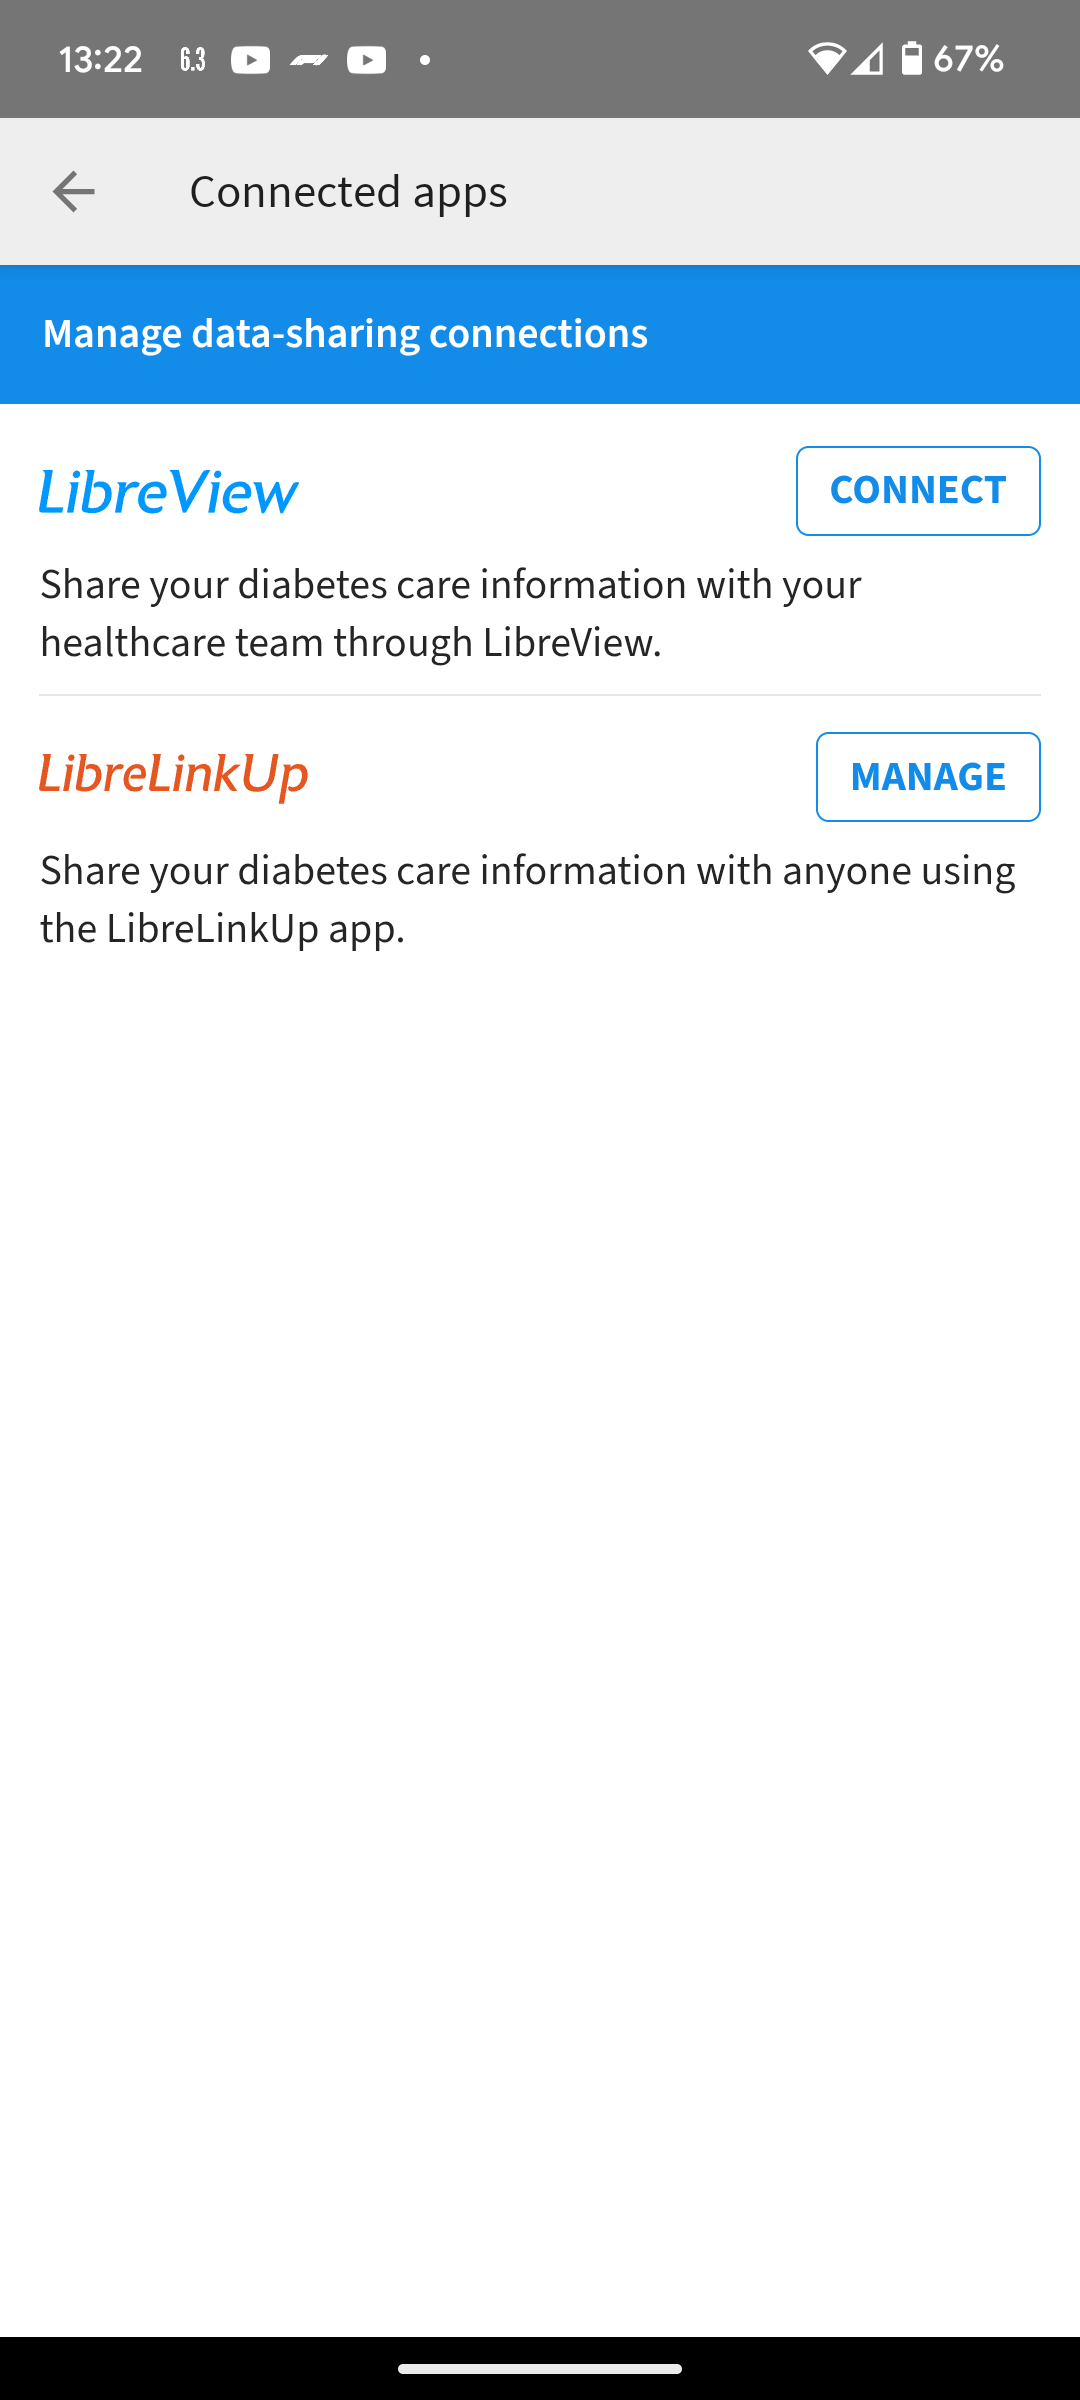 13:22 6.3 67%
Connected apps
Manage data-sharing connections
LibreView CONNECT
Share your diabetes care information with your
healthcare team through LibreView.
LibreLinkUp MANAGE
Share your diabetes care information with anyone using
the LibreLinkUp app.